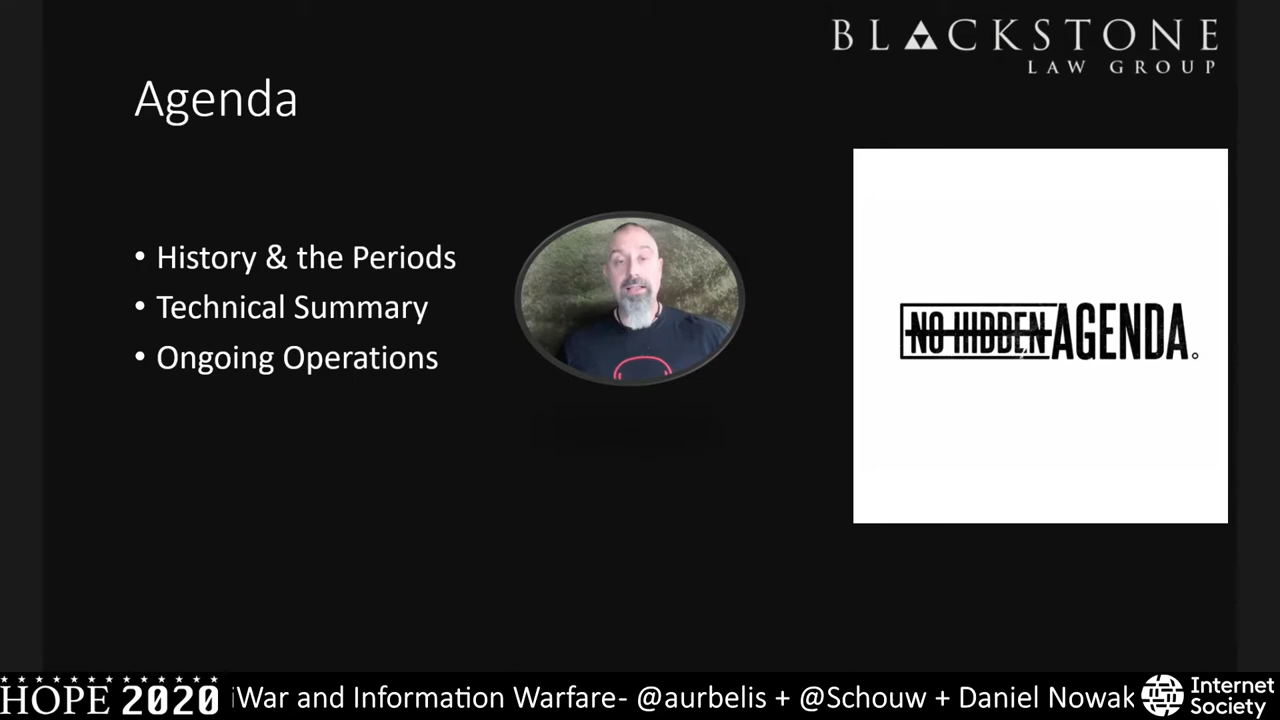 BLACKSTONE
LAW GROUP
Agenda
• History & the Periods
• Technical Summary
• Ongoing Operations
NO HIDDEN AGENDA.
HOPE 2020 iWar and Information Warfare- @aurbelis + @Schouw + Daniel Nowak
Internet
Society